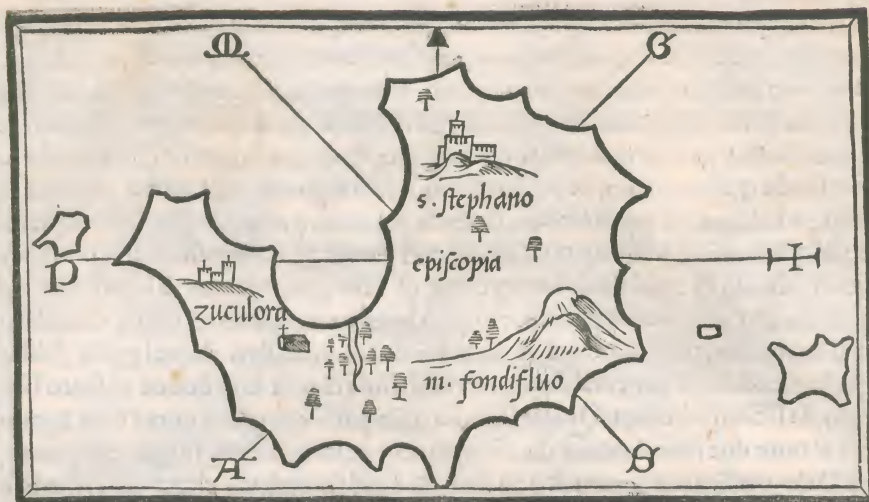 M G
s. ſtephano
epiſcopia
P I
zuculora
m. fondifluo
A S